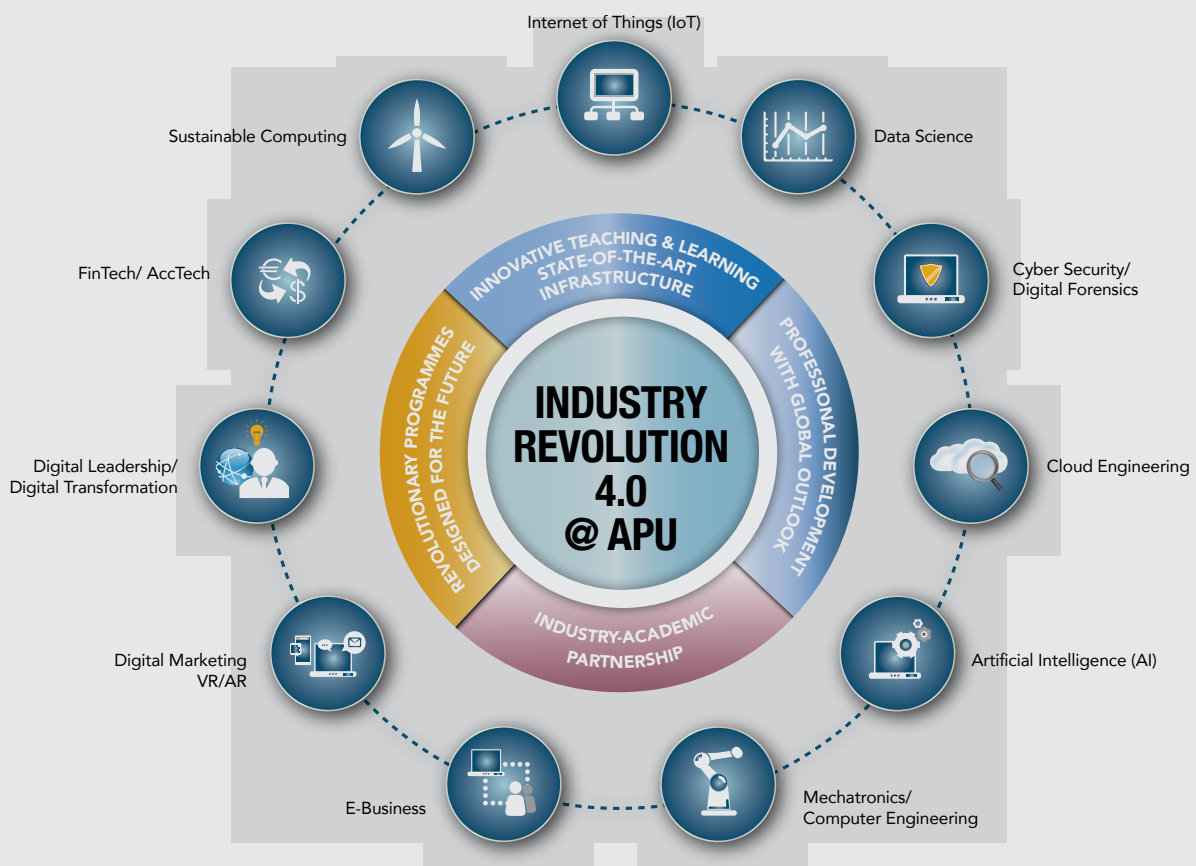 Internet of Things (IoT)
Sustainable Computing
Data Science
FinTech/ AccTech
Cyber Security/
Digital Forensics
INNOVATIVE TEACHING & LEARNING
STATE-OF-THE-ART
INFRASTRUCTURE
REVOLUTIONARY PROGRAMMES
DESIGNED FOR THE FUTURE
PROFESSIONAL DEVELOPMENT
WITH GLOBAL OUTLOOK
INDUSTRY
REVOLUTION
4.0
@ APU
INDUSTRY-ACADEMIC
PARTNERSHIP
Digital Leadership/
Digital Transformation
Cloud Engineering
Digital Marketing
VR/AR
Artificial Intelligence (AI)
E-Business
Mechatronics/
Computer Engineering